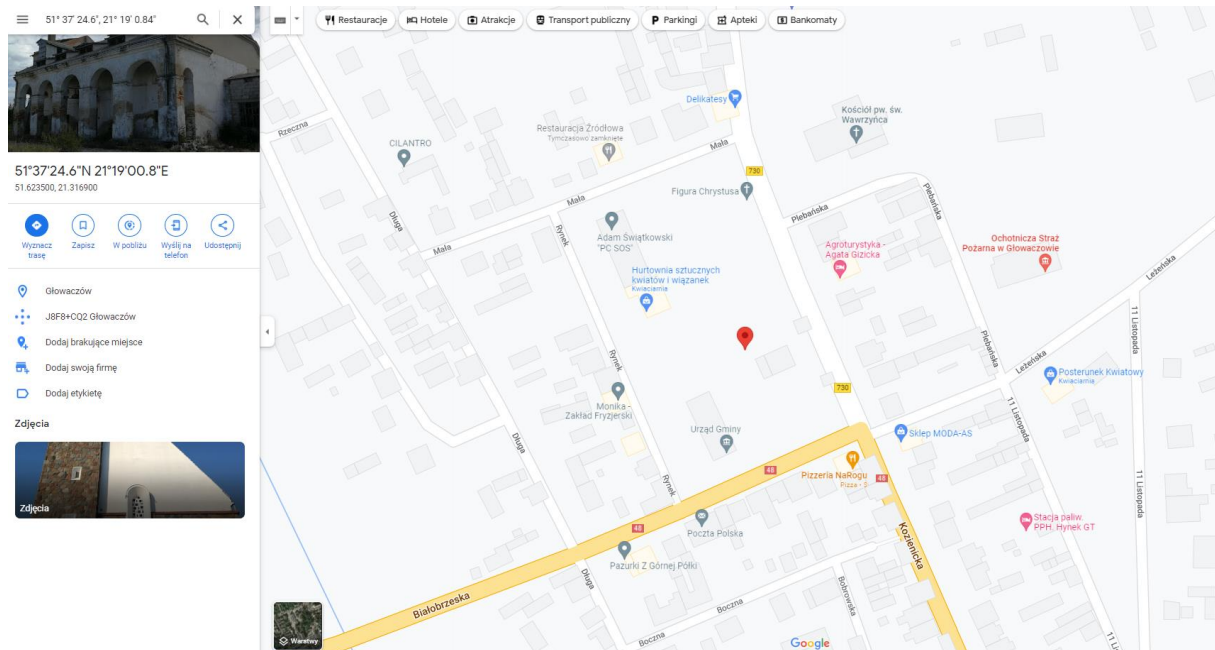 51° 37' 24.6", 21° 19' 0.84"
Restauracje
Hotele
Atrakcje
Transport publiczny
Parkingi
Apteki
Bankomaty
51°37'24.6"N 21°19'00.8"E
51.623500, 21.316900
Wyznacz
trasę
Zapisz
W pobliżu
Wyślij na
telefon
Udostępnij
Głowaczów
J8F8+CQ2 Głowaczów
Dodaj brakujące miejsce
Dodaj swoją firmę
Dodaj etykietę
Zdjęcia
Zdjęcia
Delikatesy
Kościół pw. św.
Wawrzyńca
Rzeczna
CILANTRO
Restauracja Źródłowa
Tymczasowo zamknięte
Mała
730
Figura Chrystusa
Plebańska
Plebańska
Mała
Długa
Rynek
Adam Świątkowski
"PC SOS"
Mała
Agroturystyka -
Agata Gizicka
Ochotnicza Straż
Pożarna w Głowaczowie
Leżeńska
Hurtownia sztucznych
kwiatów i wiązanek
Kwiaciarnia
11 Listopada
Rynek
Plebańska
Leżeńska
Posterunek Kwiatowy
Kwiaciarnia
730
Monika -
Zakład Fryzjerski
11 Listopada
Urząd Gminy
Sklep MODA-AS
Długa
48
Pizzeria NaRogu
Pizza - $
48
Rynek
11 Listopada
Poczta Polska
48
Stacja paliw.
PPH. Hynek GT
Kozienicka
Pazurki Z Górnej Półki
Długa
Bobrowska
Białobrzeska
Boczna
Boczna
Warstwy
Google